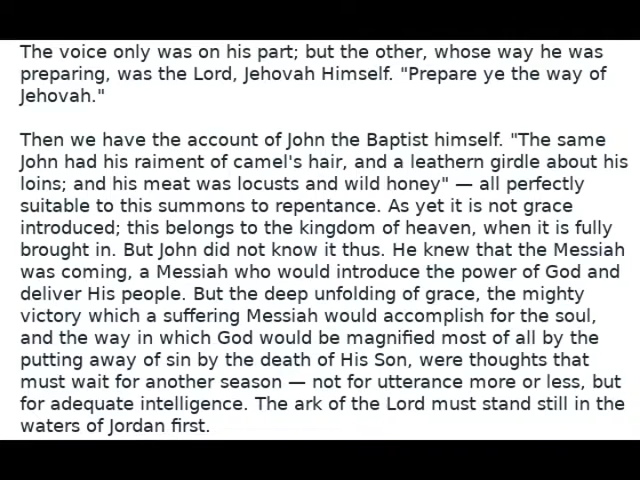 The voice only was on his part; but the other, whose way he was
preparing, was the Lord, Jehovah Himself. "Prepare ye the way of
Jehovah."
Then we have the account of John the Baptist himself. "The same
John had his raiment of camel's hair, and a leathern girdle about his
loins; and his meat was locusts and wild honey" — all perfectly
suitable to this summons to repentance. As yet it is not grace
introduced; this belongs to the kingdom of heaven, when it is fully
brought in. But John did not know it thus. He knew that the Messiah
was coming, a Messiah who would introduce the power of God and
deliver His people. But the deep unfolding of grace, the mighty
victory which a suffering Messiah would accomplish for the soul,
and the way in which God would be magnified most of all by the
putting away of sin by the death of His Son, were thoughts that
must wait for another season — not for utterance more or less, but
for adequate intelligence. The ark of the Lord must stand still in the
waters of Jordan first.